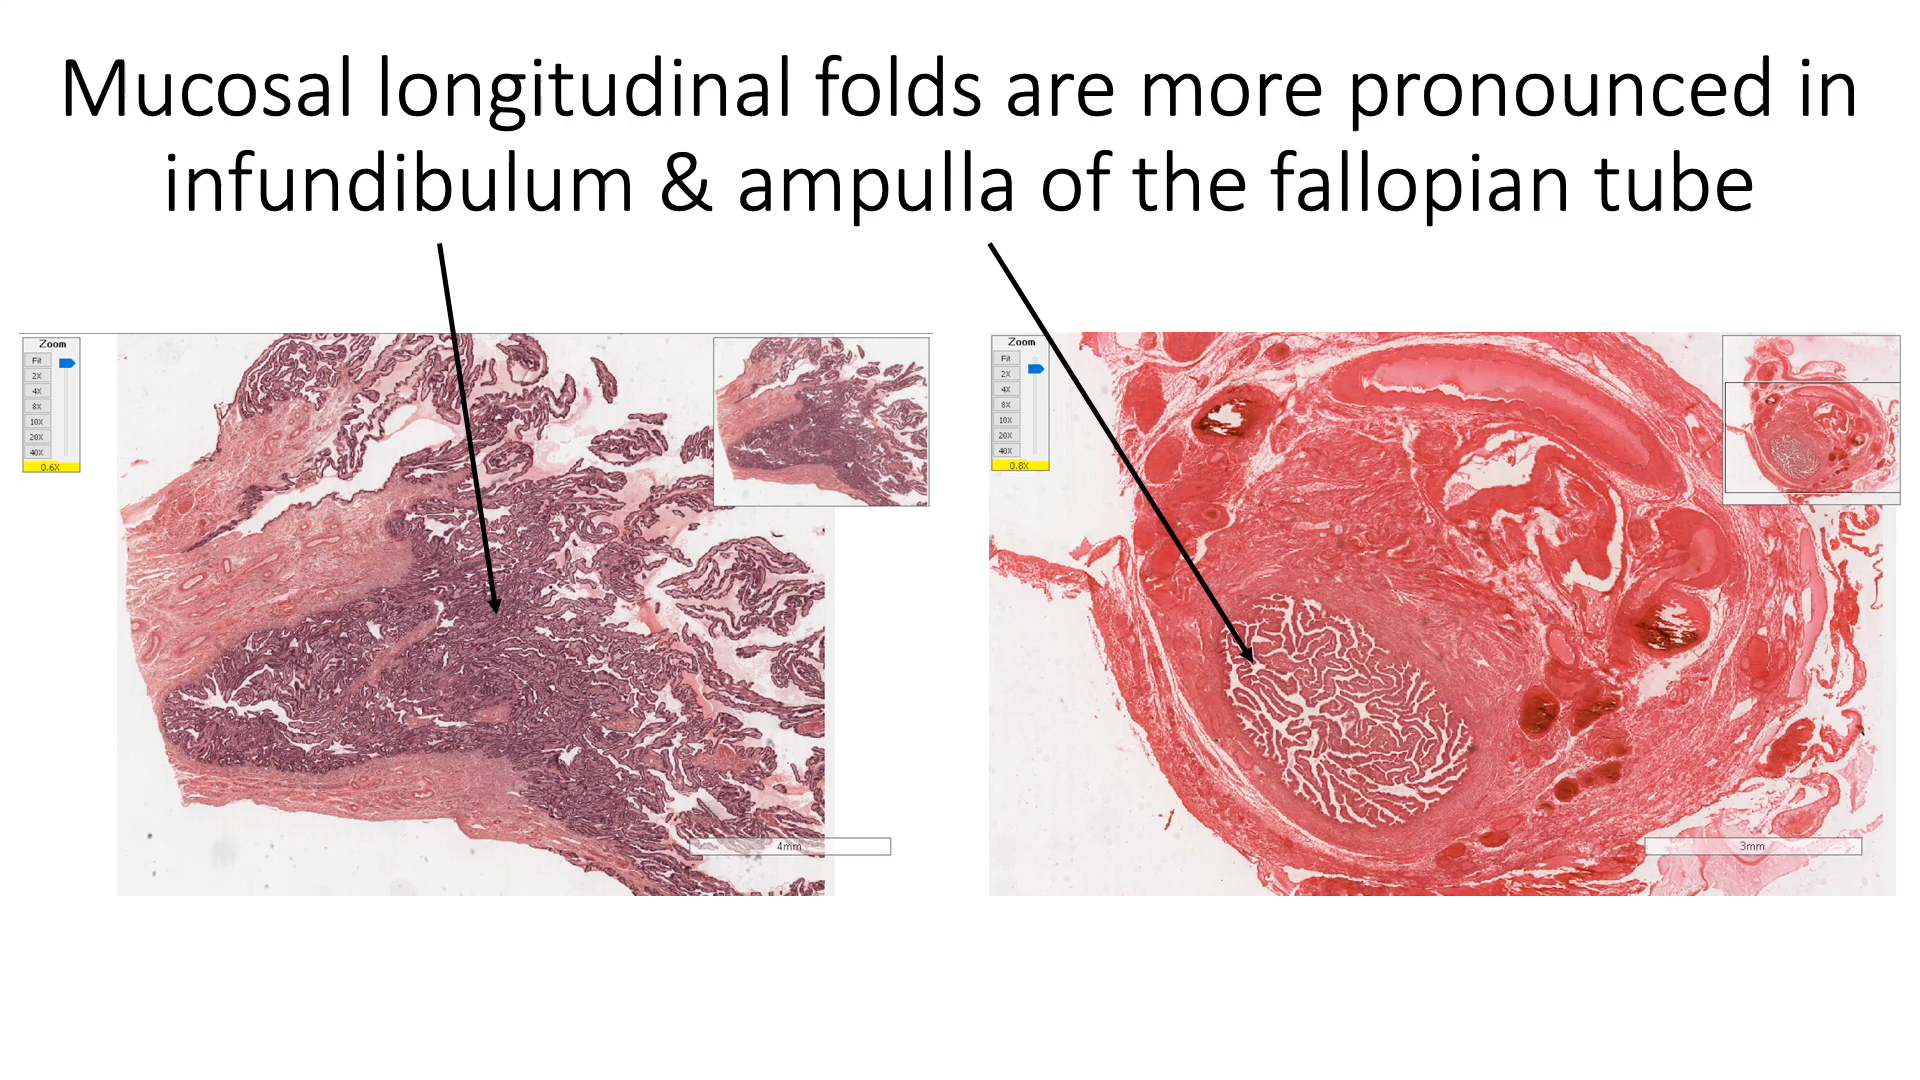 Mucosal longitudinal folds are more pronounced in
infundibulum & ampulla of the fallopian tube
Zoom
Fit
2X
4X
8X
10X
20X
40X
0.6X
4mm
Zoom
Fit
2X
4X
8X
10X
20X
40X
0.8X
3mm